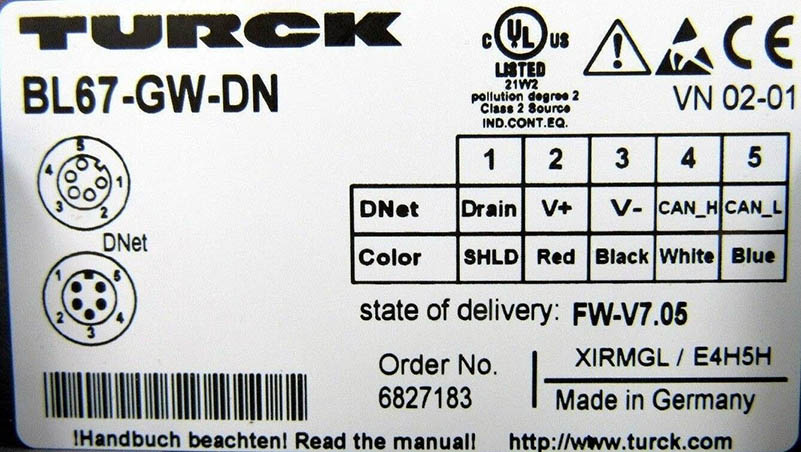 TURCK
BL67-GW-DN
c UL US
LISTED
21W2
pollution degree 2
Class 2 Source
IND.CONT.EQ.
CE
VN 02-01
5
4 1
3 2
DNet
1 5
2 4
3
1 2 3 4 5
DNet Drain V+ V- CAN_H CAN_L
Color SHLD Red Black White Blue
state of delivery: FW-V7.05
Order No.
6827183
XIRMGL / E4H5H
Made in Germany
!Handbuch beachten! Read the manual! http://www.turck.com